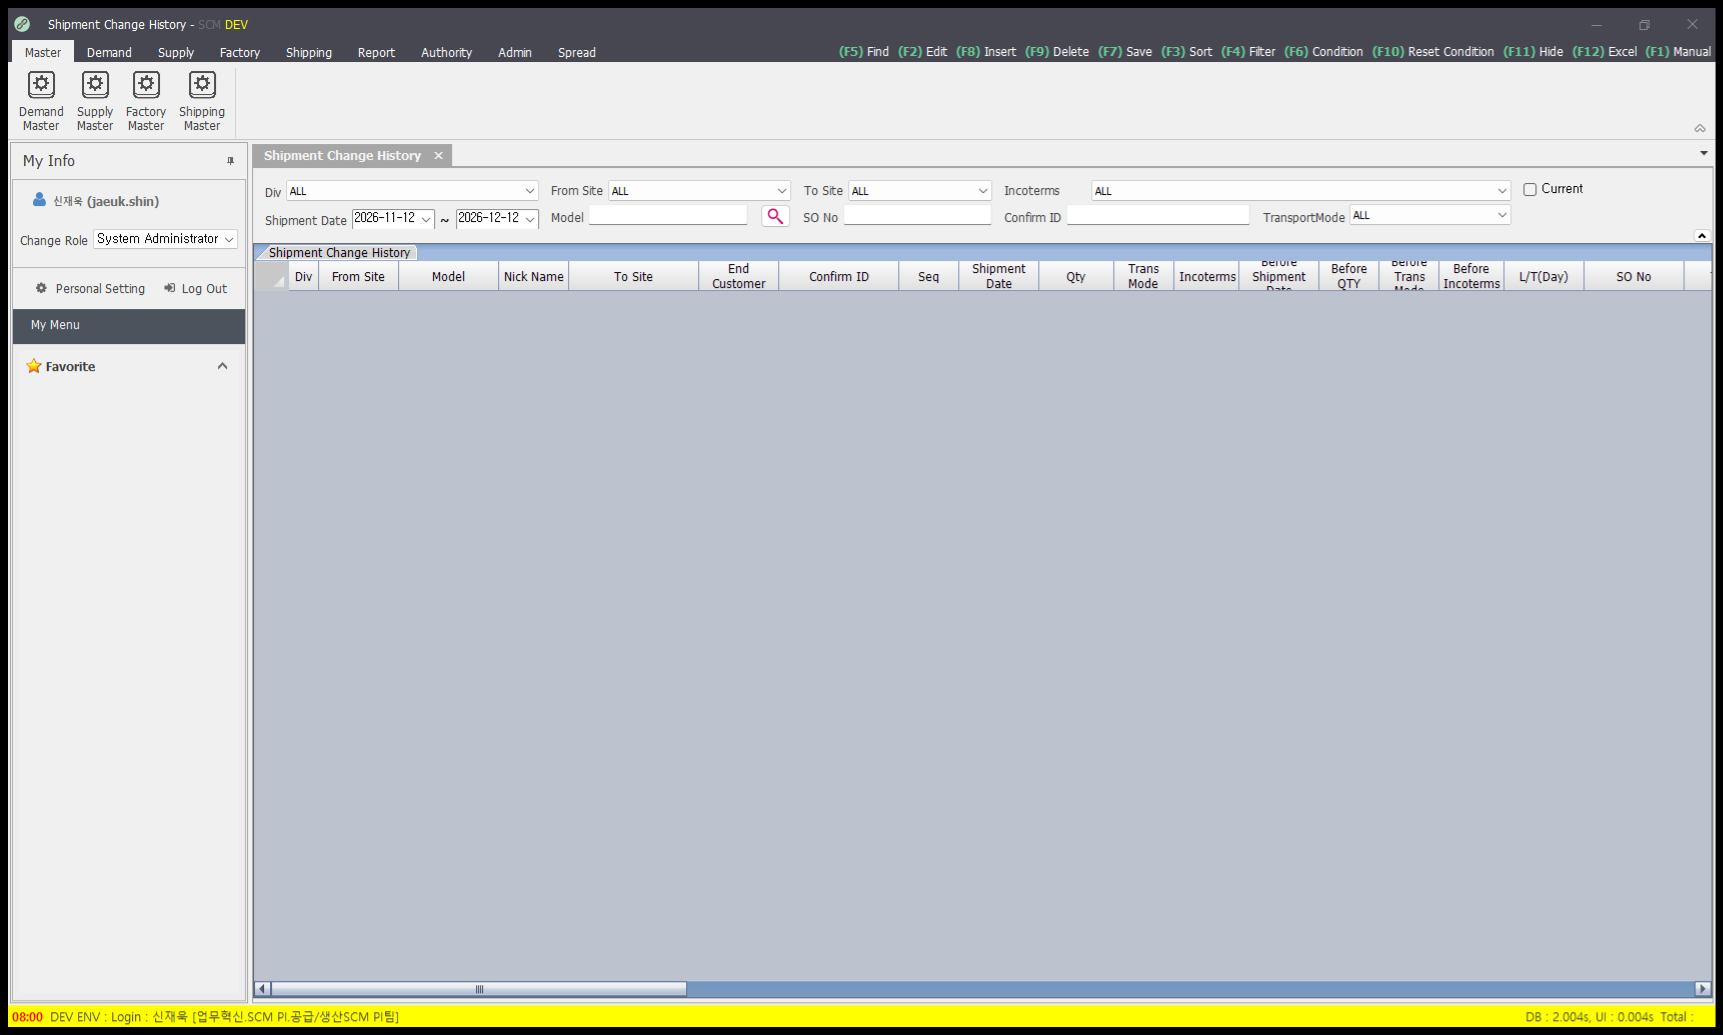 Shipment Change History - SCM DEV
Master Demand Supply Factory Shipping Report Authority Admin Spread
(F5) Find (F2) Edit (F8) Insert (F9) Delete (F7) Save (F3) Sort (F4) Filter (F6) Condition (F10) Reset Condition (F11) Hide (F12) Excel (F1) Manual
Demand Master
Supply Master
Factory Master
Shipping Master
My Info
신재욱 (jaeuk.shin)
Change Role System Administrator
Personal Setting Log Out
My Menu
Favorite
Shipment Change History
Div ALL From Site ALL To Site ALL Incoterms ALL Current
Shipment Date 2026-11-12 ~ 2026-12-12 Model SO No Confirm ID TransportMode ALL
Shipment Change History
Div
From Site
Model
Nick Name
To Site
End Customer
Confirm ID
Seq
Shipment Date
Qty
Trans Mode
Incoterms
Before Shipment Date
Before QTY
Before Trans Mode
Before Incoterms
L/T(Day)
SO No
08:00 DEV ENV : Login : 신재욱 [업무혁신.SCM PI.공급/생산SCM PI팀]
DB : 2.004s, UI : 0.004s Total :